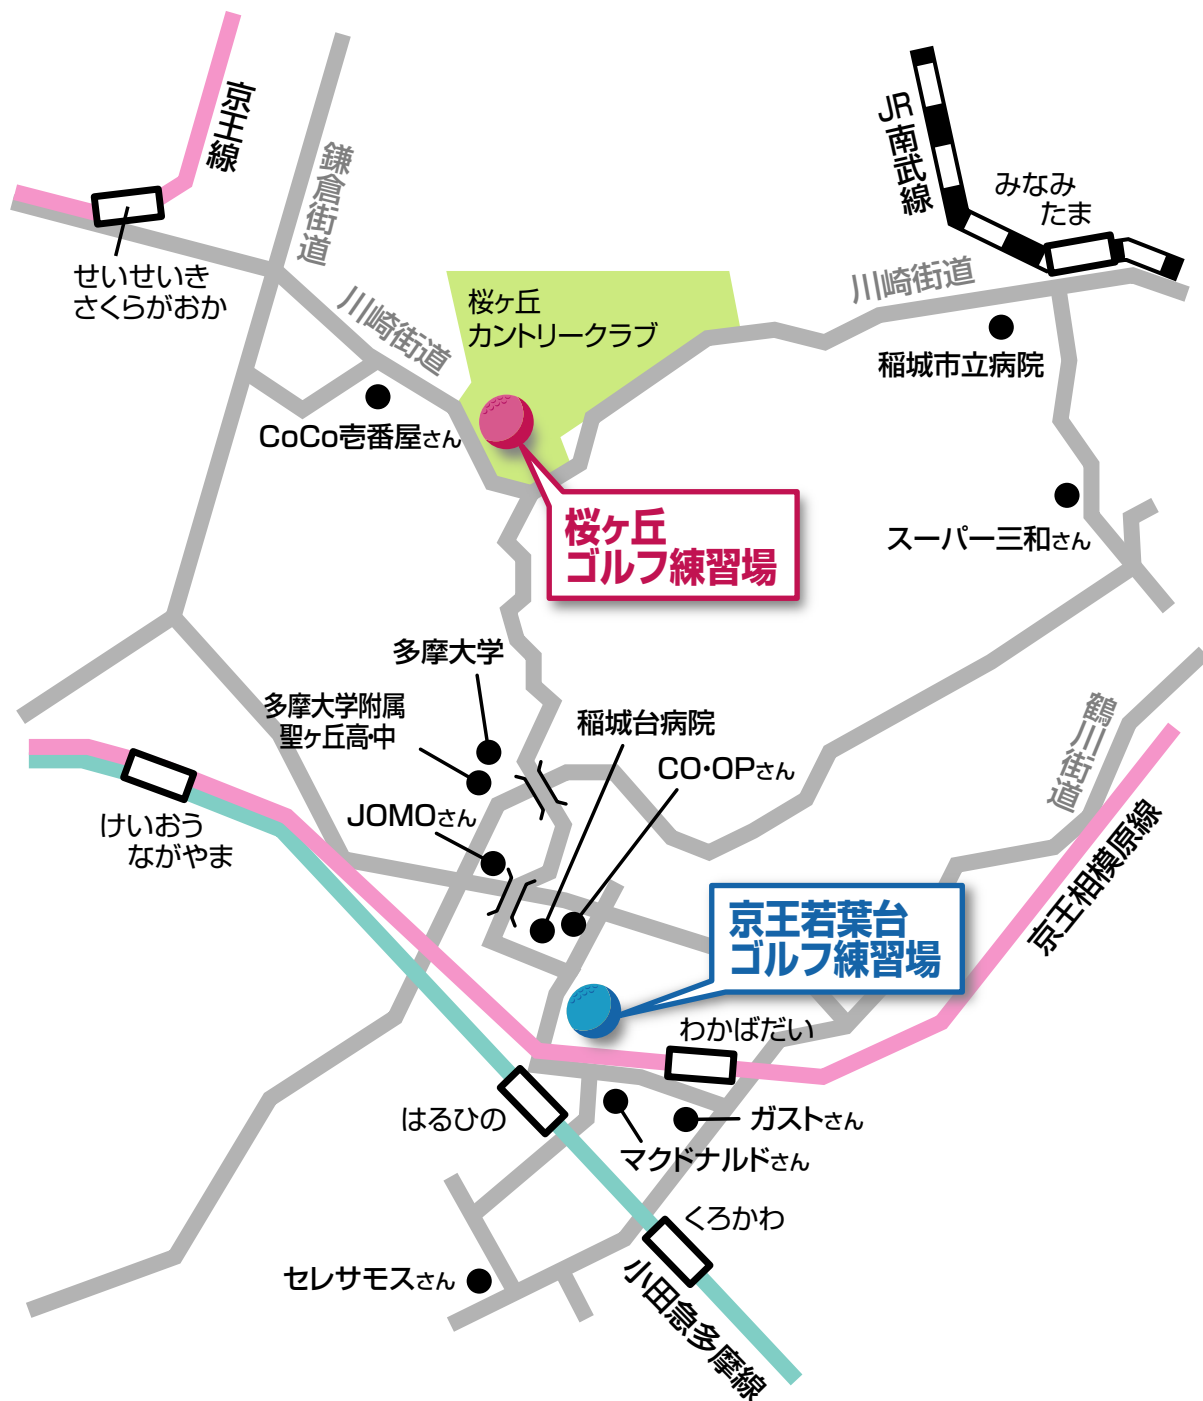 京王線
鎌倉街道
JR南武線
みなみ
たま
せいせいき
さくらがおか
川崎街道
桜ヶ丘
カントリークラブ
川崎街道
稲城市立病院
CoCo壱番屋さん
桜ヶ丘
ゴルフ練習場
スーパー三和さん
多摩大学
多摩大学附属
聖ヶ丘高・中
稲城台病院
CO・OPさん
鶴川街道
けいおう
ながやま
JOMOさん
京王相模原線
京王若葉台
ゴルフ練習場
わかばだい
はるひの
ガストさん
マクドナルドさん
くろかわ
セレサモスさん
小田急多摩線